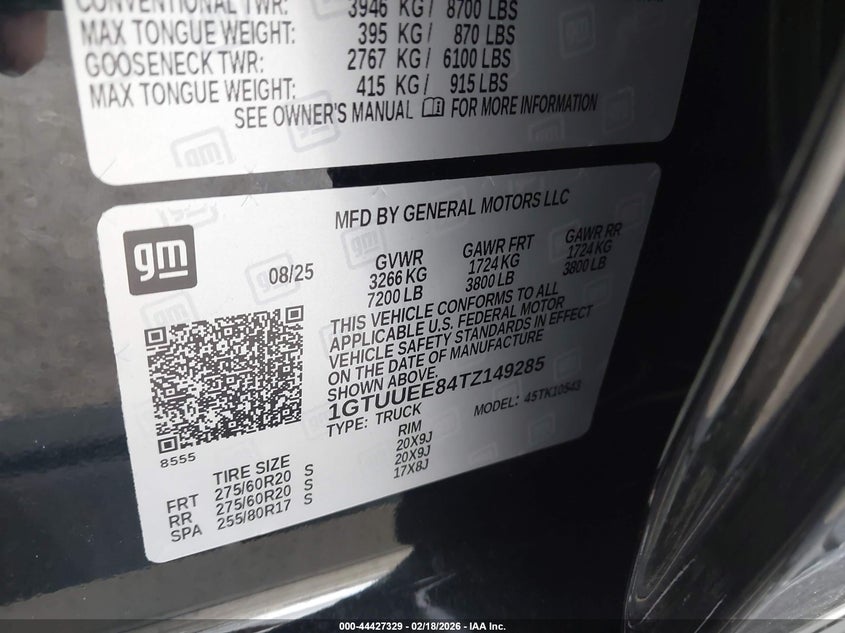 CONVENTIONAL TWR: 3946 KG/ 8700 LBS
MAX TONGUE WEIGHT: 395 KG/ 870 LBS
GOOSENECK TWR: 2767 KG/ 6100 LBS
MAX TONGUE WEIGHT: 415 KG/ 915 LBS
SEE OWNER'S MANUAL FOR MORE INFORMATION
MFD BY GENERAL MOTORS LLC
gm
08/25
GVWR GAWR FRT GAWR RR
3266 KG 1724 KG 1724 KG
7200 LB 3800 LB 3800 LB
THIS VEHICLE CONFORMS TO ALL
APPLICABLE U.S. FEDERAL MOTOR
VEHICLE SAFETY STANDARDS IN EFFECT
ON THE DATE OF MANUFACTURE
SHOWN ABOVE.
1GTUUEE84TZ149285
TYPE: TRUCK MODEL: 45TK10543
8555
TIRE SIZE RIM
FRT 275/60R20 S 20X9J
RR 275/60R20 S 20X9J
SPA 255/80R17 S 17X8J
000-44427329 - 02/18/2026 - IAA Inc.